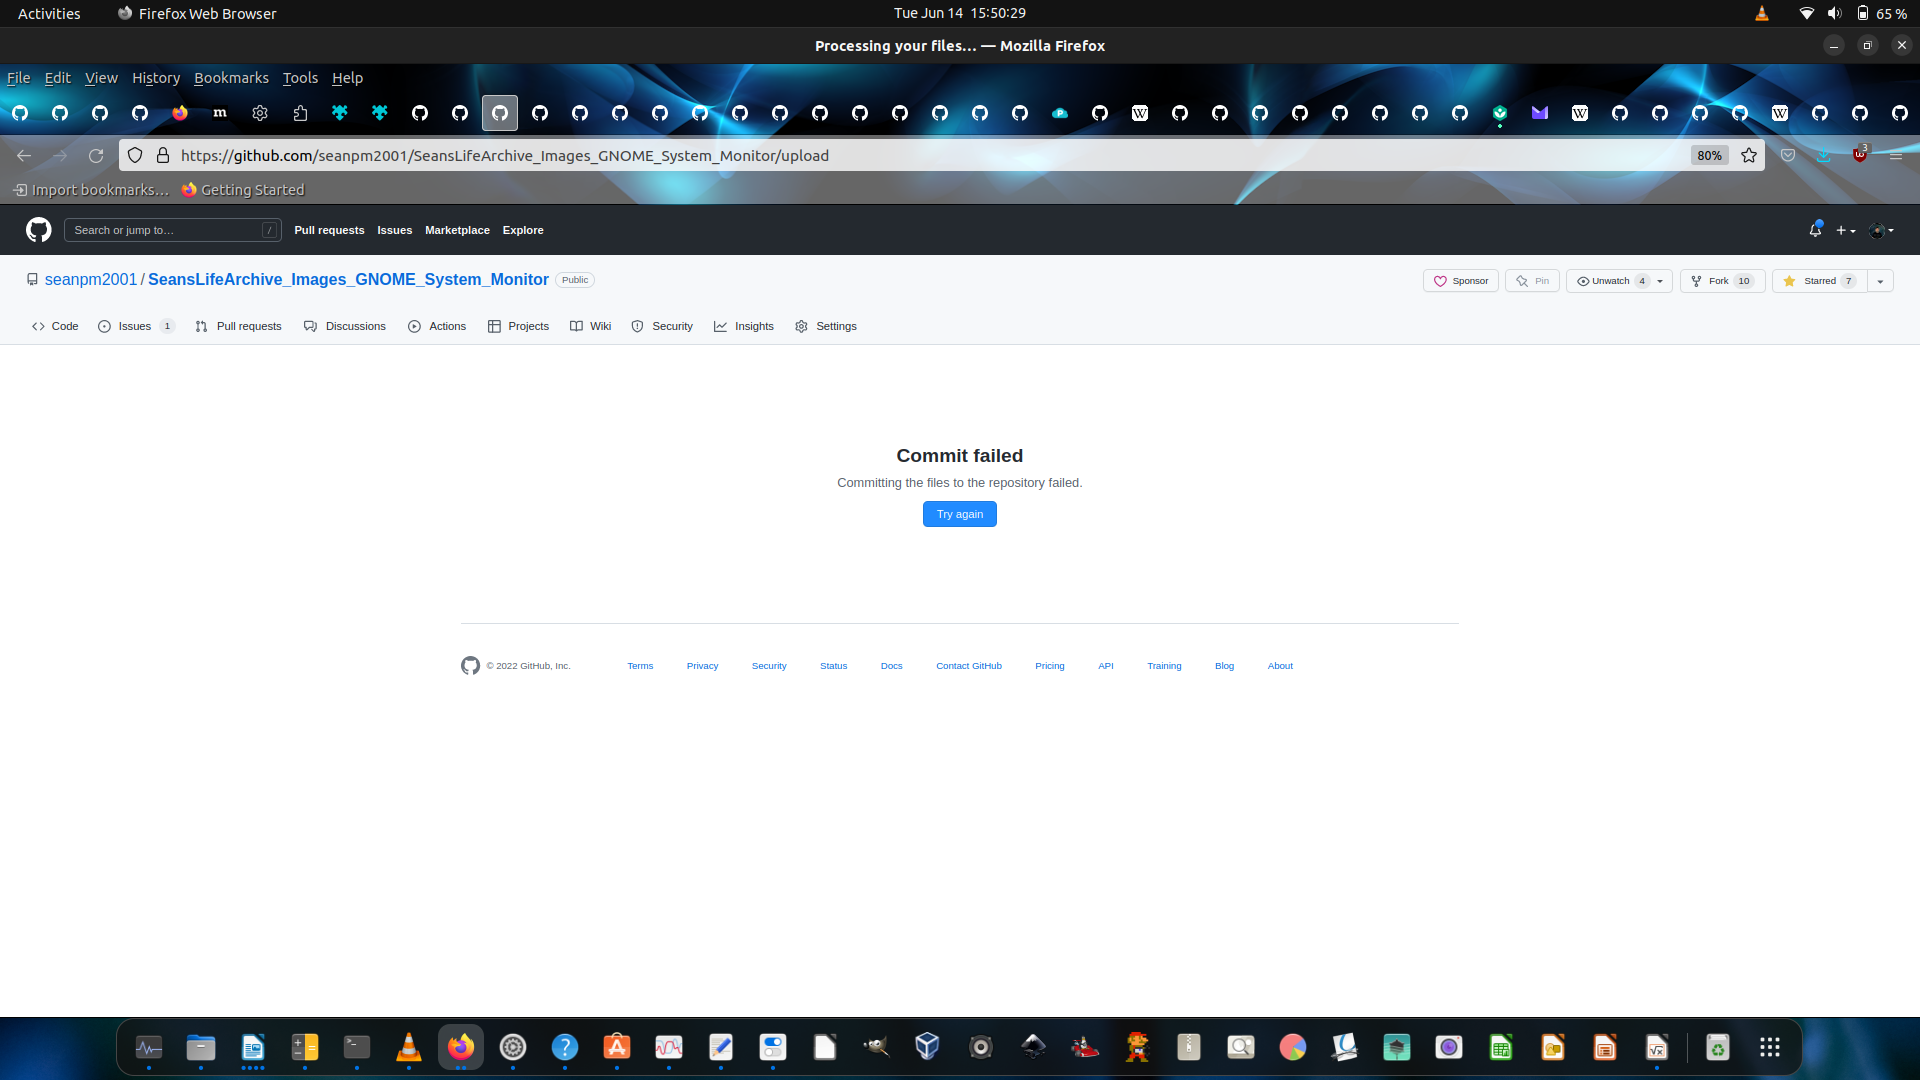 Activities Firefox Web Browser Tue Jun 14 15:50:29 65 %
Processing your files… — Mozilla Firefox
File Edit View History Bookmarks Tools Help
https://github.com/seanpm2001/SeansLifeArchive_Images_GNOME_System_Monitor/upload 80% 3
Import bookmarks… Getting Started
Search or jump to… / Pull requests Issues Marketplace Explore
seanpm2001 / SeansLifeArchive_Images_GNOME_System_Monitor Public Sponsor Pin Unwatch 4 Fork 10 Starred 7
Code Issues 1 Pull requests Discussions Actions Projects Wiki Security Insights Settings
Commit failed
Committing the files to the repository failed.
Try again
© 2022 GitHub, Inc. Terms Privacy Security Status Docs Contact GitHub Pricing API Training Blog About